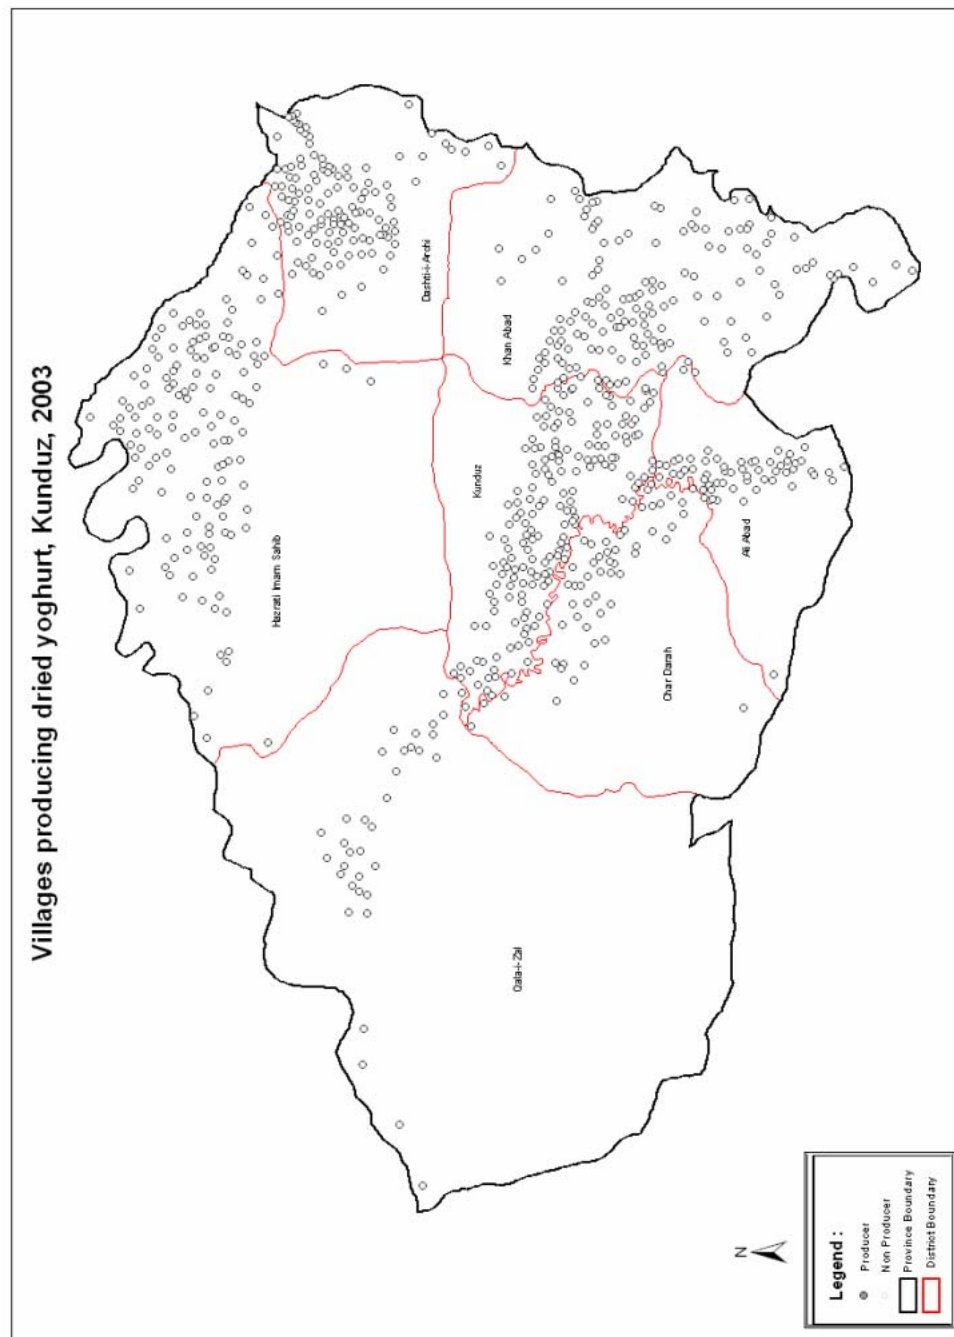 Villages producing dried yoghurt, Kunduz, 2003
Hazrati Imam Sahib
Dasht-i-Archi
Kunduz
Khan Abad
Qala-i-Zal
Char Darah
Ali Abad
N
Legend :
Producer
Non Producer
Province Boundary
District Boundary